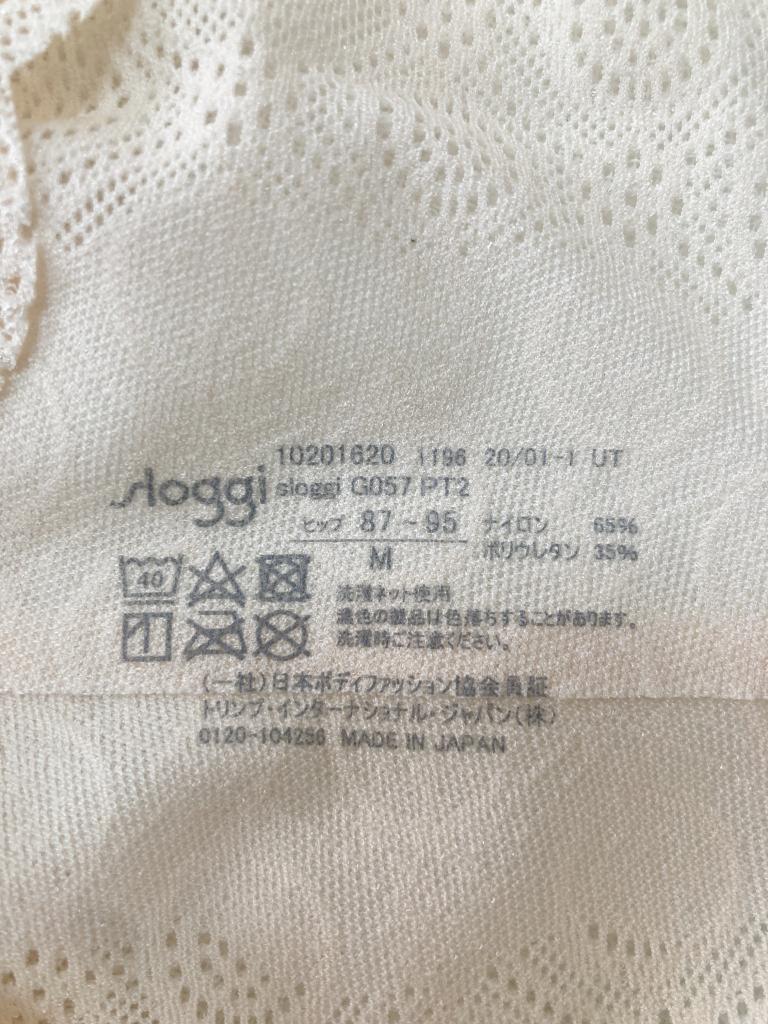 sloggi
10201620 1196 20/01-1 UT
sloggi G057 PT2
ヒップ 87～95 ナイロン 65%
M ポリウレタン 35%
40
洗濯ネット使用
濃色の製品は色落ちすることがあります。
洗濯時ご注意ください。
(一社)日本ボディファッション協会員証
トリンプ・インターナショナル・ジャパン(株)
0120-104256 MADE IN JAPAN